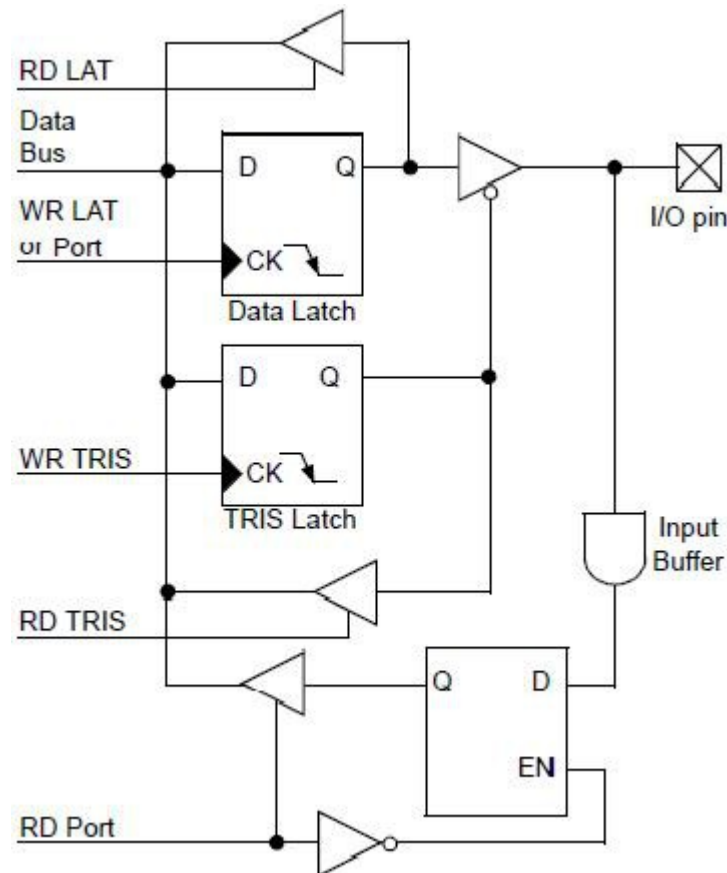 RD LAT
Data
Bus
D Q
WR LAT
or Port
CK
Data Latch
I/O pin
D Q
WR TRIS
CK
TRIS Latch
Input
Buffer
RD TRIS
Q D
EN
RD Port